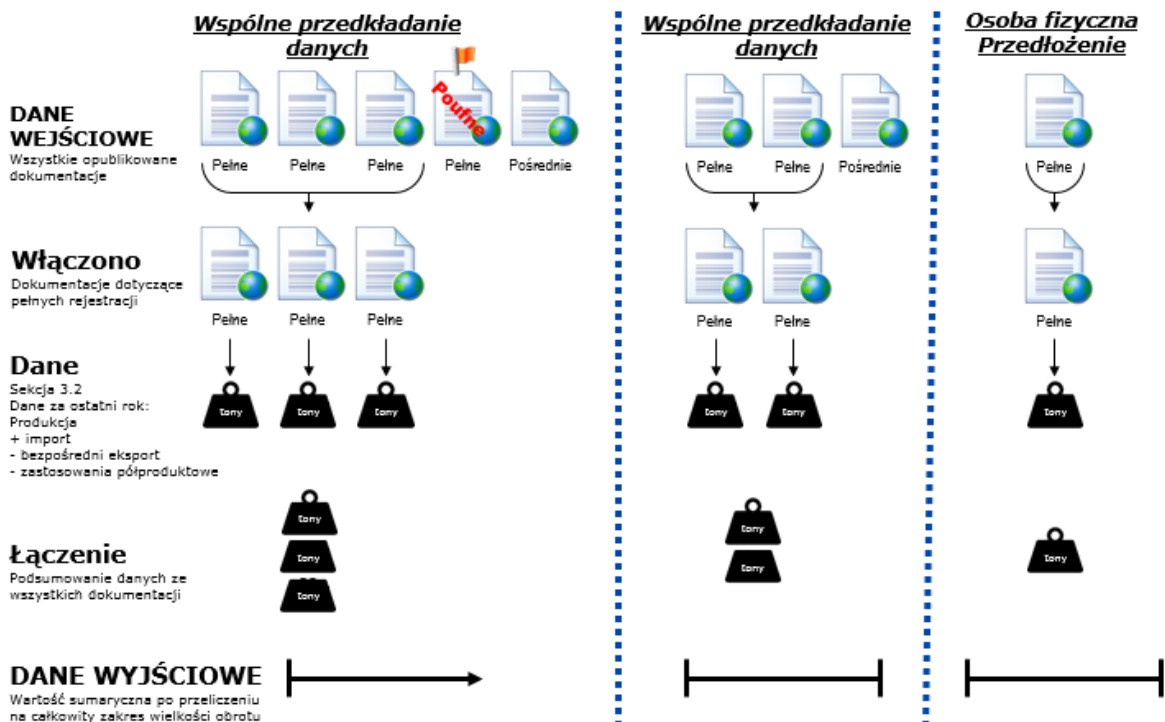 Wspólne przedkładanie
danych
Wspólne przedkładanie
danych
Osoba fizyczna
Przedłożenie
DANE
WEJŚCIOWE
Wszystkie opublikowane
dokumentacje
Poufne
Pełne Pełne Pełne Pełne Pośrednie
Pełne Pełne Pośrednie
Pełne
Włączono
Dokumentacje dotyczące
pełnych rejestracji
Pełne Pełne Pełne
Pełne Pełne
Pełne
Dane
Sekcja 3.2
Dane za ostatni rok:
Produkcja
+ import
- bezpośredni eksport
- zastosowania półproduktowe
tony tony tony
tony tony
tony
Łączenie
Podsumowanie danych ze
wszystkich dokumentacji
tony
tony
tony
tony
tony
tony
DANE WYJŚCIOWE
Wartość sumaryczna po przeliczeniu
na całkowity zakres wielkości obrotu